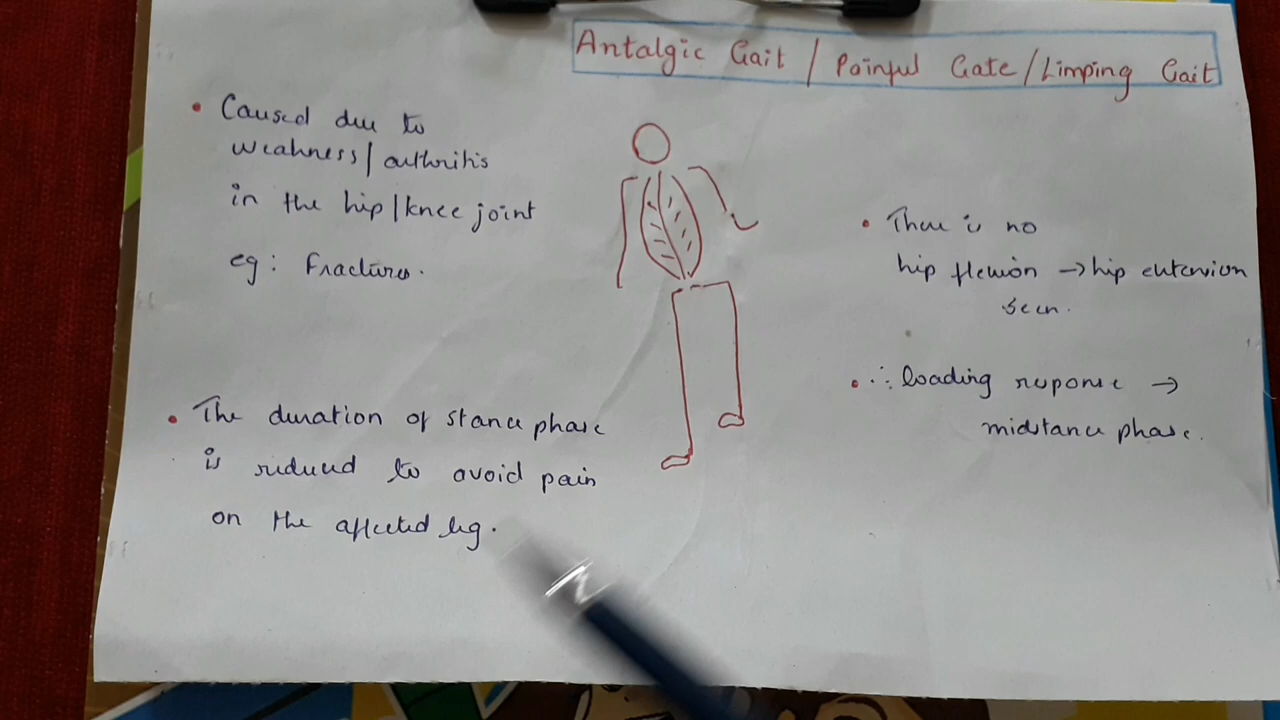 Antalgic Gait / Painful Gate / Limping Gait
• Caused due to
weakness / arthritis
in the hip / knee joint
eg: Fractures.
• The duration of stance phase
is reduced to avoid pain
on the affected leg.
• There is no
hip flexion → hip extension
seen.
• ∴ loading response →
midstance phase.